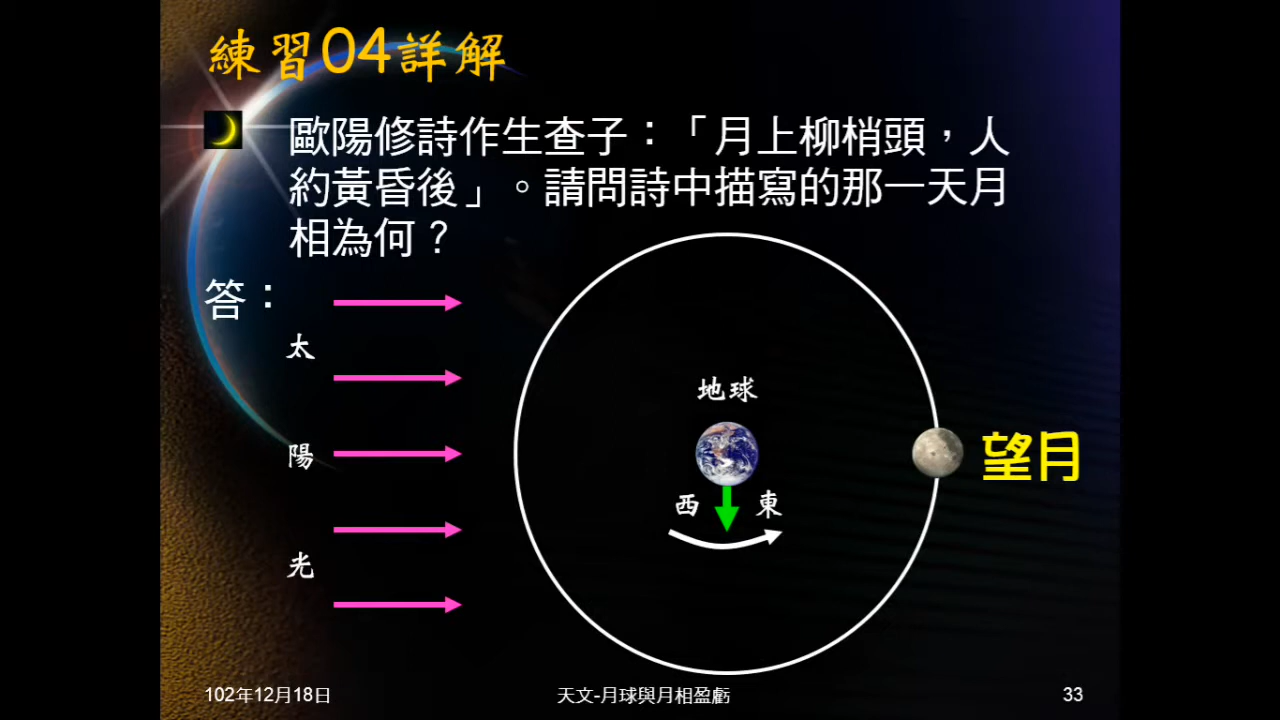 練習04詳解
歐陽修詩作生查子：「月上柳梢頭，人
約黃昏後」。請問詩中描寫的那一天月
相為何？
答：
太
陽
光
地球
望月
西
東
102年12月18日
天文-月球與月相盈虧
33